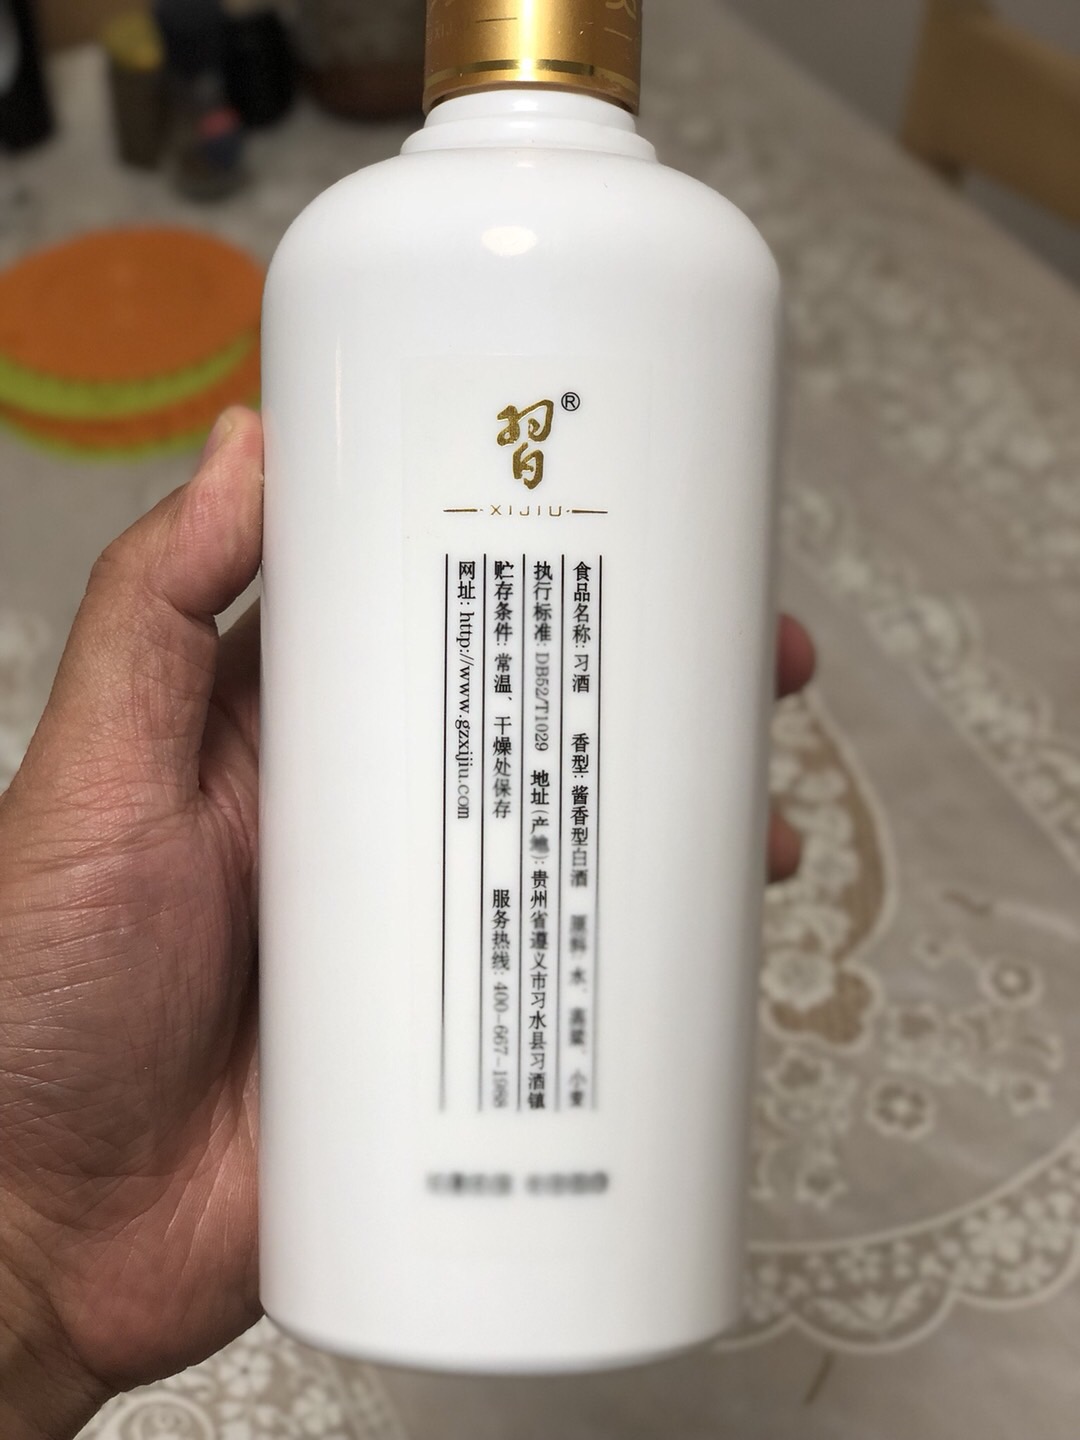 習®
XIJIU
食品名称:习酒 香型:酱香型白酒 原料 水、高粱、小麦
执行标准:DB52/T1029 地址(产地):贵州省遵义市习水县习酒镇
贮存条件:常温、干燥处保存 服务热线:400-667-1988
网址:http://www.gzxijiu.com